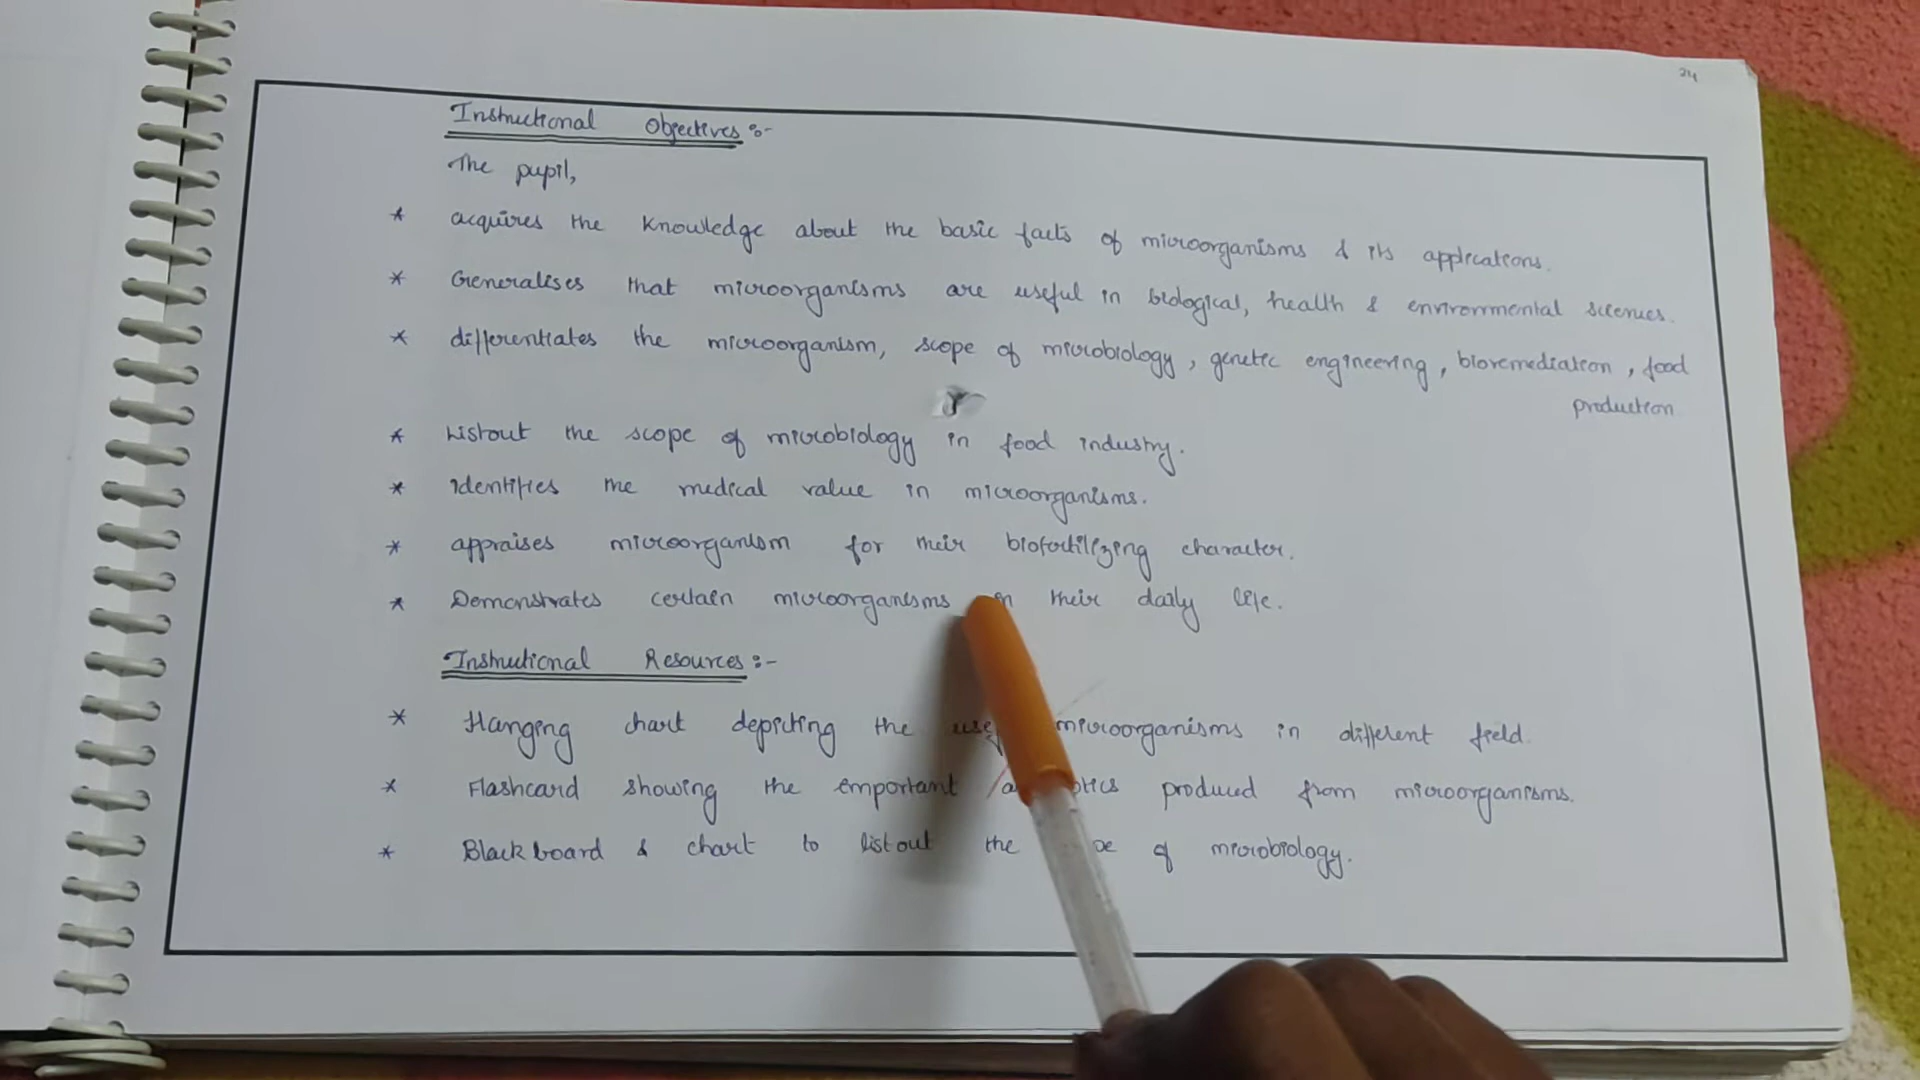 24
Instructional Objectives :-
The pupil,
* acquires the knowledge about the basic facts of microorganisms & its applications.
* Generalises that microorganisms are useful in biological, health & environmental sciences.
* differentiates the microorganism, scope of microbiology, genetic engineering, bioremediation, food
production
* Listout the scope of microbiology in food industry.
* Identifies the medical value in microorganisms.
* appraises microorganism for their biofertilizing character.
* Demonstrates certain microorganisms in their daily life.
Instructional Resources :-
* Hanging chart depicting the microorganisms in different field.
* Flashcard showing the important produced from microorganisms.
* Black board & chart to list out the of microbiology.